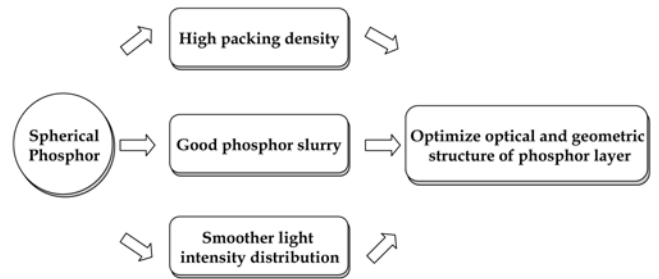 High packing density
Spherical
Phosphor
Good phosphor slurry
Optimize optical and geometric
structure of phosphor layer
Smoother light
intensity distribution